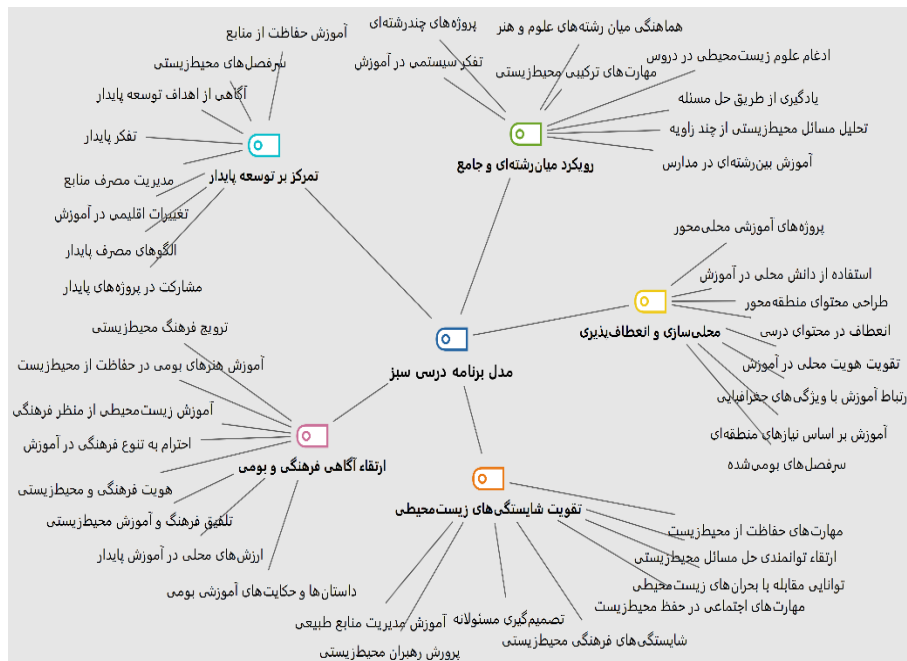 آموزش حفاظت از منابع
سرفصل‌های محیط‌زیستی
آگاهی از اهداف توسعه پایدار
تفکر پایدار
تمرکز بر توسعه پایدار
مدیریت مصرف منابع
تغییرات اقلیمی در آموزش
الگوهای مصرف پایدار
مشارکت در پروژه‌های پایدار
هماهنگی میان رشته‌های علوم و هنر
پروژه‌های چندرشته‌ای
ادغام علوم زیست‌محیطی در دروس
مهارت‌های ترکیبی محیط‌زیستی
تفکر سیستمی در آموزش
یادگیری از طریق حل مسئله
تحلیل مسائل محیط‌زیستی از چند زاویه
آموزش بین‌رشته‌ای در مدارس
رویکرد میان‌رشته‌ای و جامع
پروژه‌های آموزشی محلی‌محور
استفاده از دانش محلی در آموزش
طراحی محتوای منطقه‌محور
انعطاف در محتوای درسی
محلی‌سازی و انعطاف‌پذیری
تقویت هویت محلی در آموزش
ارتباط آموزش با ویژگی‌های جغرافیایی
آموزش بر اساس نیازهای منطقه‌ای
سرفصل‌های بومی‌شده
مدل برنامه درسی سبز
ترویج فرهنگ محیط‌زیستی
آموزش هنرهای بومی در حفاظت از محیط‌زیست
آموزش زیست‌محیطی از منظر فرهنگی
احترام به تنوع فرهنگی در آموزش
ارتقاء آگاهی فرهنگی و بومی
هویت فرهنگی و محیط‌زیستی
تلفیق فرهنگ و آموزش محیط‌زیستی
ارزش‌های محلی در آموزش پایدار
داستان‌ها و حکایت‌های آموزشی بومی
تقویت شایستگی‌های زیست‌محیطی
مهارت‌های حفاظت از محیط‌زیست
ارتقاء توانمندی حل مسائل محیط‌زیستی
توانایی مقابله با بحران‌های زیست‌محیطی
مهارت‌های اجتماعی در حفظ محیط‌زیست
تصمیم‌گیری مسئولانه
آموزش مدیریت منابع طبیعی
شایستگی‌های فرهنگی محیط‌زیستی
پرورش رهبران محیط‌زیستی